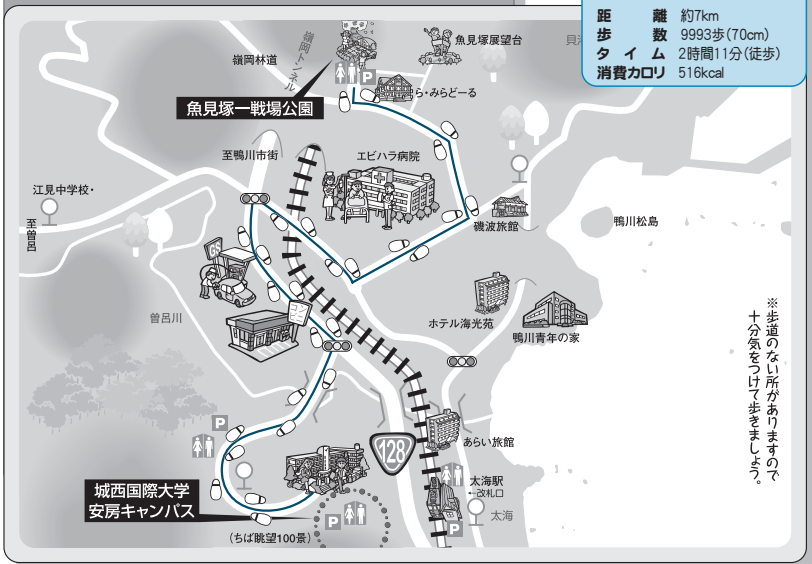 距離 約7km
歩数 9993歩(70cm)
タイム 2時間11分(徒歩)
消費カロリ 516kcal
魚見塚展望台
嶺岡トンネル
嶺岡林道
P
ら・みらどーる
魚見塚一戦場公園
至鴨川市街
エビハラ病院
江見中学校・
至曽呂
磯波旅館
鴨川松島
GS
曽呂川
コンビニ
ホテル海光苑
鴨川青年の家
※歩道のない所がありますので
十分気をつけて歩きましょう。
P
128
あらい旅館
城西国際大学
安房キャンパス
太海駅
←改札口
太海
P
P
(ちば眺望100景)